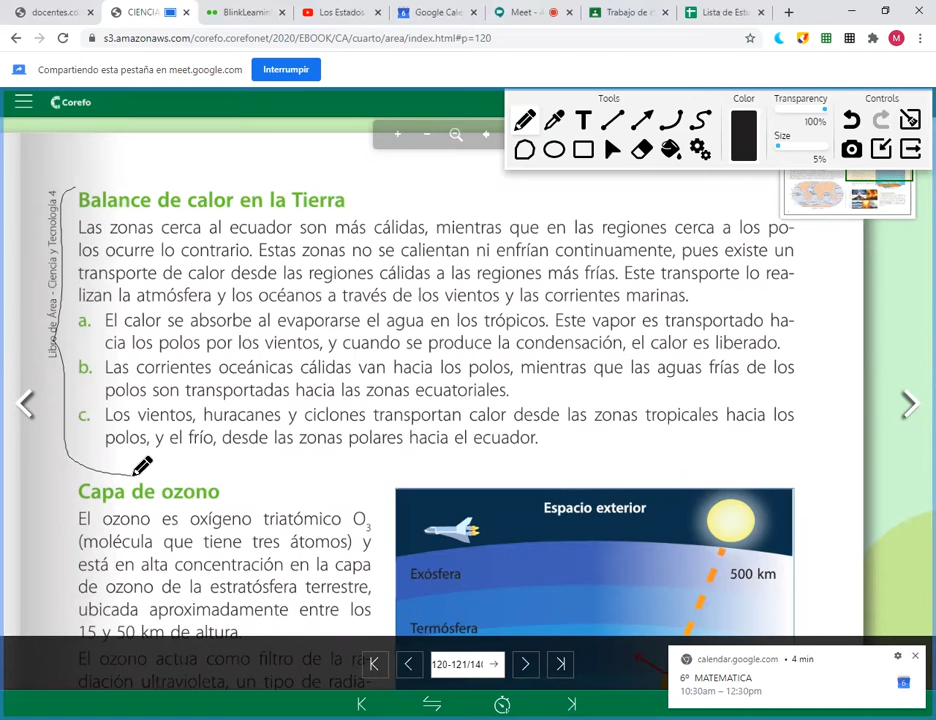 docentes.co
CIENCIA
BlinkLearnin
Los Estados
Google Cale
Meet -
Trabajo de
Lista de Estu
s3.amazonaws.com/corefo.corefonet/2020/EBOOK/CA/cuarto/area/index.html#p=120
M
Compartiendo esta pestaña en meet.google.com
Interrumpir
Corefo
Tools
Color
Transparency
100%
Size
5%
Controls
Libro de Área - Ciencia y Tecnología 4
Balance de calor en la Tierra
Las zonas cerca al ecuador son más cálidas, mientras que en las regiones cerca a los po-
los ocurre lo contrario. Estas zonas no se calientan ni enfrían continuamente, pues existe un
transporte de calor desde las regiones cálidas a las regiones más frías. Este transporte lo rea-
lizan la atmósfera y los océanos a través de los vientos y las corrientes marinas.
a. El calor se absorbe al evaporarse el agua en los trópicos. Este vapor es transportado ha-
cia los polos por los vientos, y cuando se produce la condensación, el calor es liberado.
b. Las corrientes oceánicas cálidas van hacia los polos, mientras que las aguas frías de los
polos son transportadas hacia las zonas ecuatoriales.
c. Los vientos, huracanes y ciclones transportan calor desde las zonas tropicales hacia los
polos, y el frío, desde las zonas polares hacia el ecuador.
Capa de ozono
El ozono es oxígeno triatómico O3
(molécula que tiene tres átomos) y
está en alta concentración en la capa
de ozono de la estratósfera terrestre,
ubicada aproximadamente entre los
15 y 50 km de altura.
El ozono actua como filtro de la ra-
diación ultravioleta, un tipo de radia-
Espacio exterior
Exósfera
500 km
Termósfera
120-121/140
calendar.google.com • 4 min
6º MATEMATICA
10:30am – 12:30pm